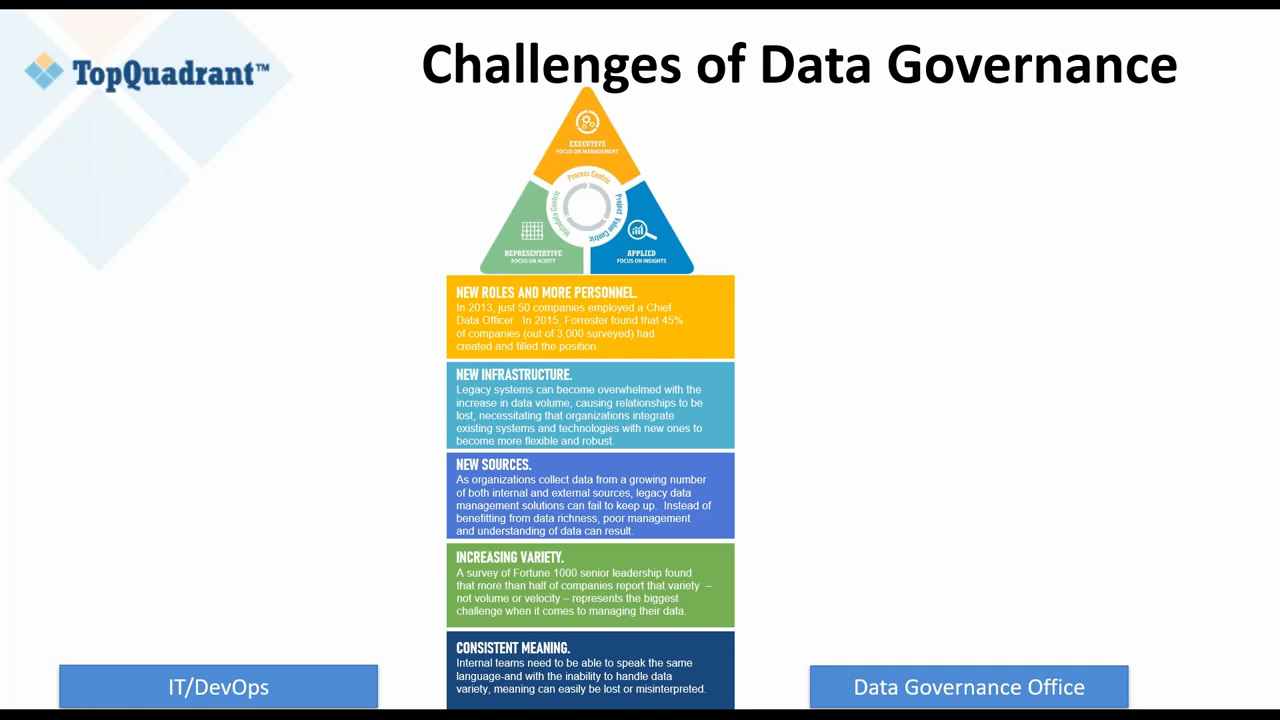 TopQuadrant™
Challenges of Data Governance
EXECUTIVE
FOCUS ON MANAGEMENT
Process Centric
Metadata Centric
Project Value Centric
REPRESENTATIVE
FOCUS ON ACUITY
APPLIED
FOCUS ON INSIGHTS
NEW ROLES AND MORE PERSONNEL.
In 2013, just 50 companies employed a Chief
Data Officer. In 2015, Forrester found that 45%
of companies (out of 3,000 surveyed) had
created and filled the position.
NEW INFRASTRUCTURE.
Legacy systems can become overwhelmed with the
increase in data volume, causing relationships to be
lost, necessitating that organizations integrate
existing systems and technologies with new ones to
become more flexible and robust.
NEW SOURCES.
As organizations collect data from a growing number
of both internal and external sources, legacy data
management solutions can fail to keep up. Instead of
benefitting from data richness, poor management
and understanding of data can result.
INCREASING VARIETY.
A survey of Fortune 1000 senior leadership found
that more than half of companies report that variety –
not volume or velocity – represents the biggest
challenge when it comes to managing their data.
CONSISTENT MEANING.
Internal teams need to be able to speak the same
language-and with the inability to handle data
variety, meaning can easily be lost or misinterpreted.
IT/DevOps
Data Governance Office